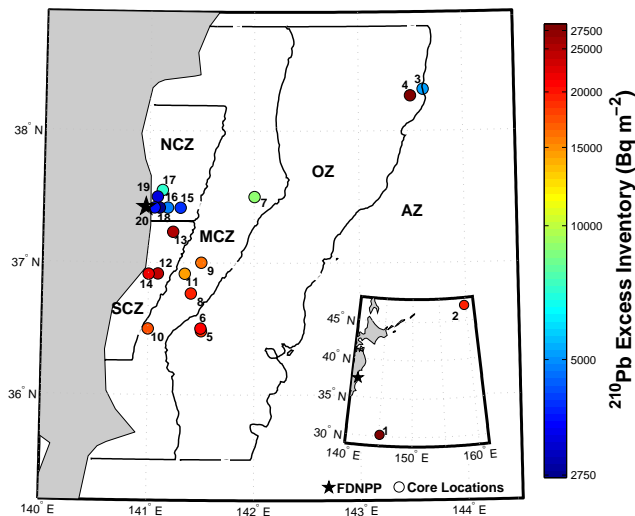 27500
25000
20000
15000
10000
5000
2750
²¹⁰Pb Excess Inventory (Bq m⁻²)
38° N
37° N
36° N
140° E
141° E
142° E
143° E
144° E
NCZ
OZ
AZ
MCZ
SCZ
4
3
17
19
16
15
7
18
20
13
12
9
14
11
8
6
10
5
45° N
40° N
35° N
30° N
140° E
150° E
160° E
2
1
FDNPP
Core Locations